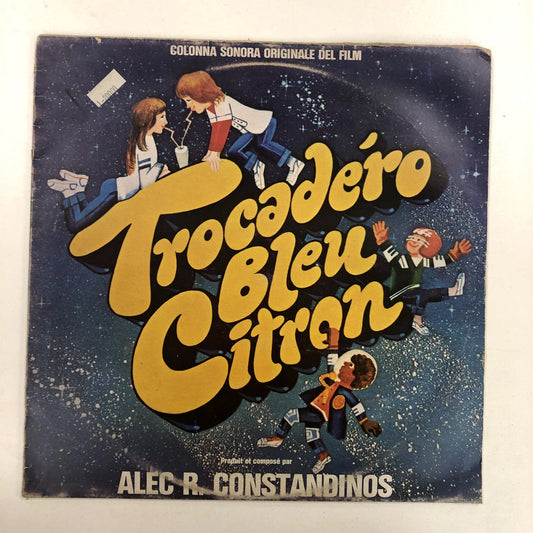 COLONNA SONORA ORIGINALE DEL FILM
Trocadéro
Bleu
Citron
Produit et composé par
ALEC R. CONSTANDINOS